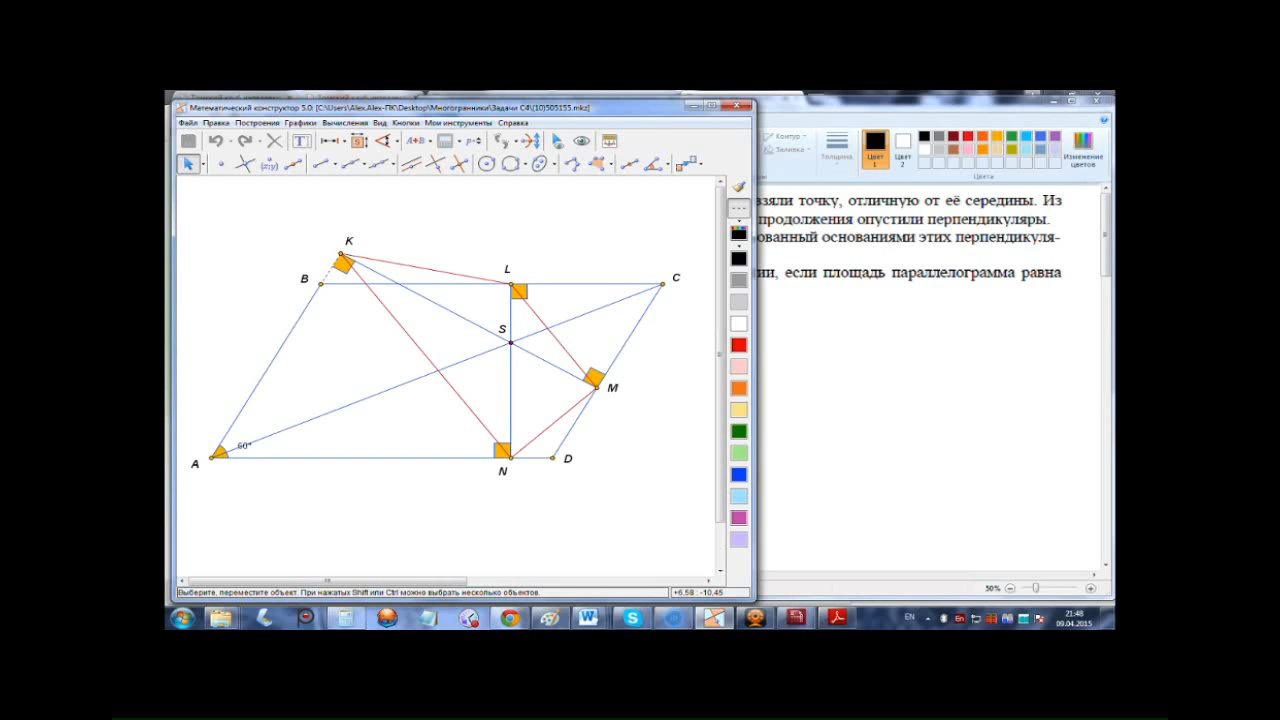 Математический конструктор 5.0: [C:\Users\Alex.Alex-ПК\Desktop\Многогранники\Задачи C4\(10)505155.mkz]
Файл Правка Построения Графики Вычисления Вид Кнопки Мои инструменты Справка
Контур
Заливка
Толщина
Цвет 1
Цвет 2
Изменение цветов
Цвета
взяли точку, отличную от её середины. Из
продолжения опустили перпендикуляры.
ованный основаниями этих перпендикуля-
ии, если площадь параллелограмма равна
K
B
L
C
S
M
60°
A
N
D
Выберите, переместите объект. При нажатых Shift или Ctrl можно выбрать несколько объектов.
+6,58 : -10,45
50%
EN
21:48
09.04.2015